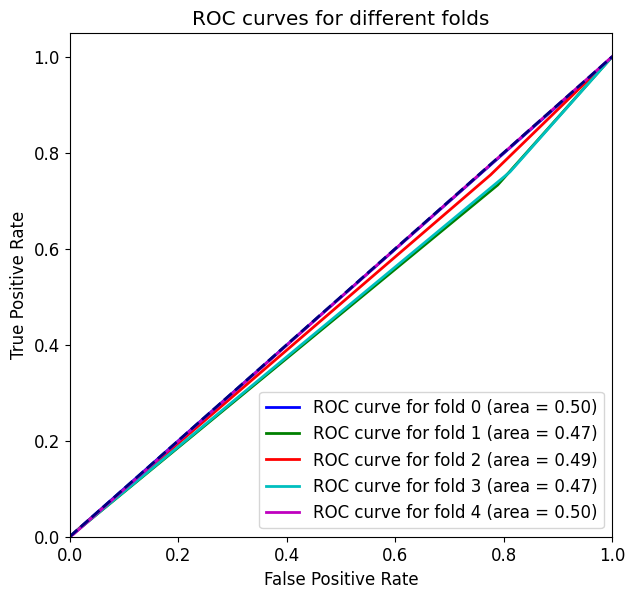 ROC curves for different folds
True Positive Rate
1.0
0.8
0.6
0.4
0.2
0.0
ROC curve for fold 0 (area = 0.50)
ROC curve for fold 1 (area = 0.47)
ROC curve for fold 2 (area = 0.49)
ROC curve for fold 3 (area = 0.47)
ROC curve for fold 4 (area = 0.50)
0.0 0.2 0.4 0.6 0.8 1.0
False Positive Rate